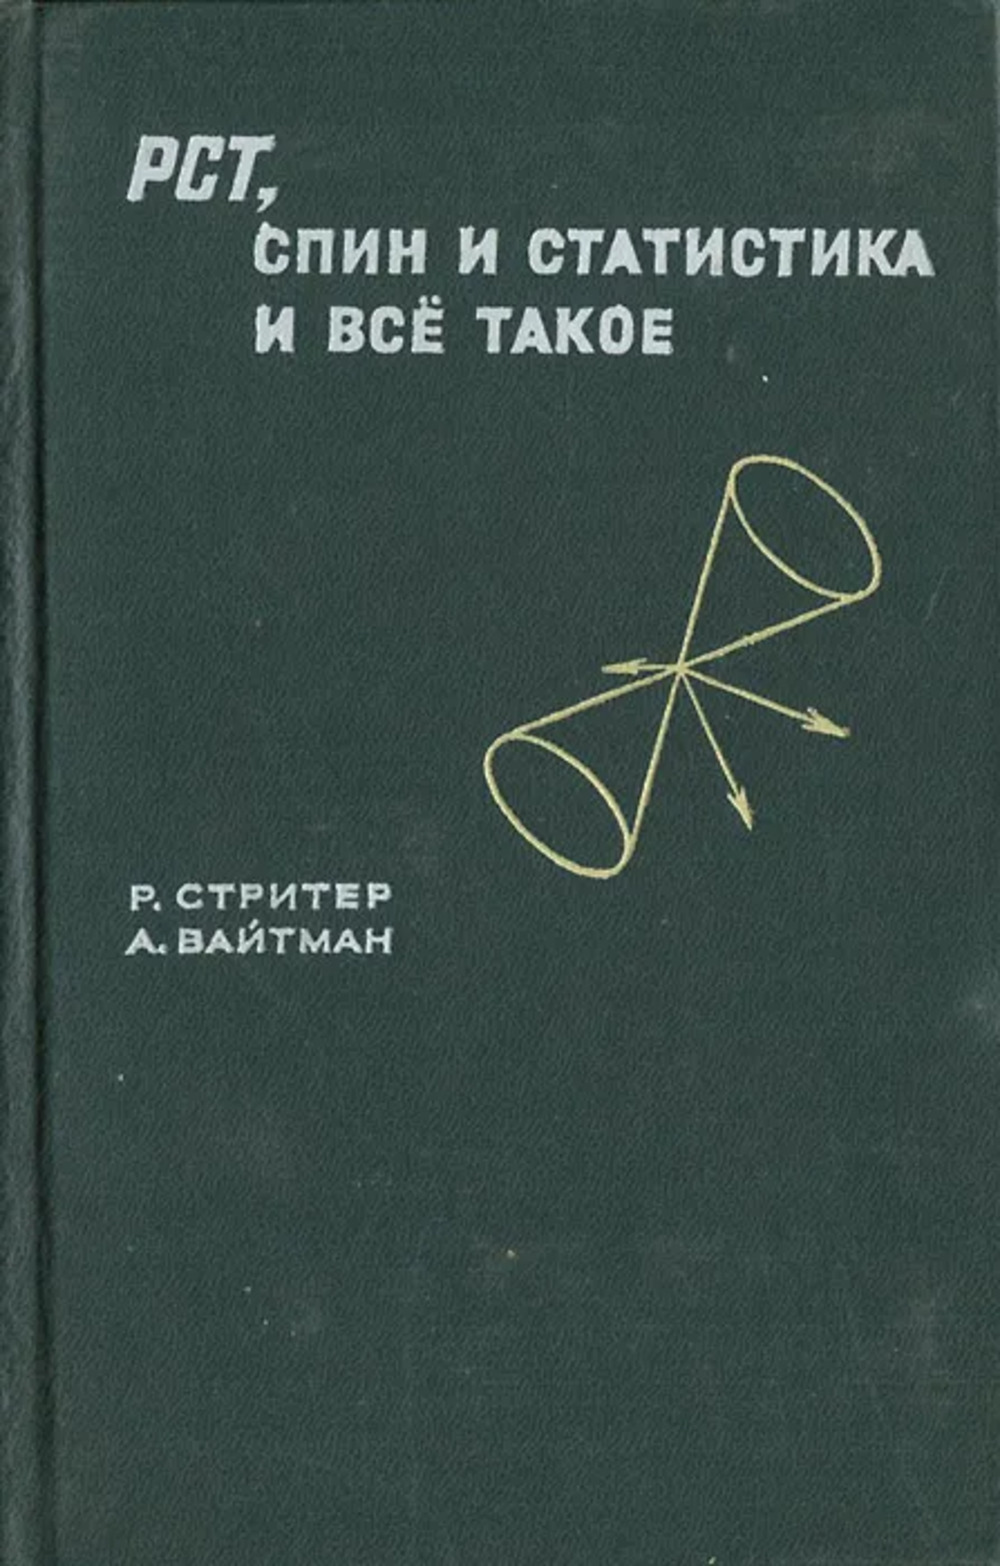 PCT,
СПИН И СТАТИСТИКА
И ВСЁ ТАКОЕ
Р. СТРИТЕР
А. ВАЙТМАН